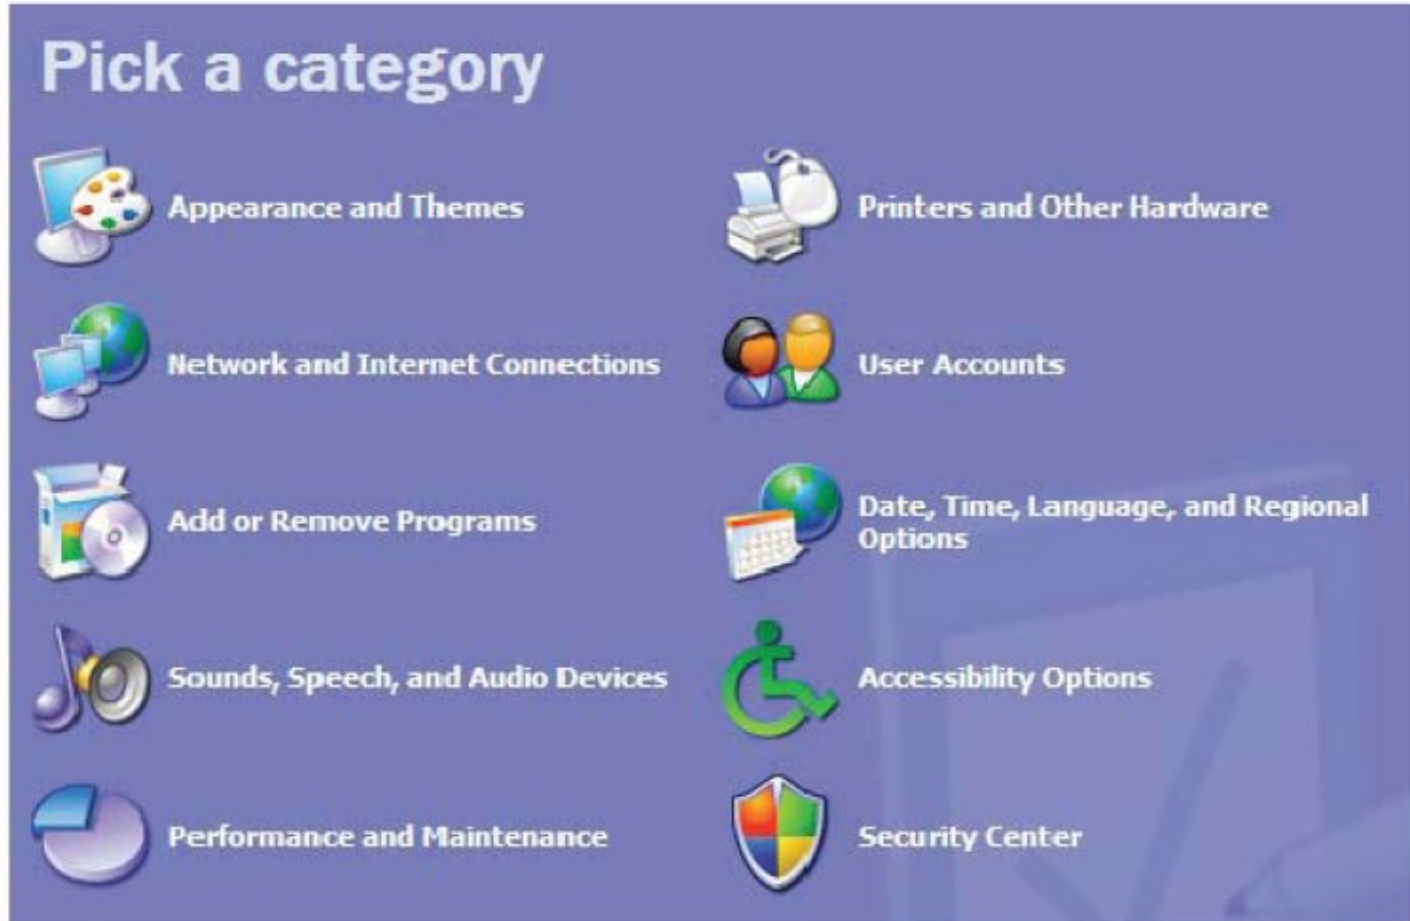 Pick a category
Appearance and Themes
Printers and Other Hardware
Network and Internet Connections
User Accounts
Add or Remove Programs
Date, Time, Language, and Regional
Options
Sounds, Speech, and Audio Devices
Accessibility Options
Performance and Maintenance
Security Center